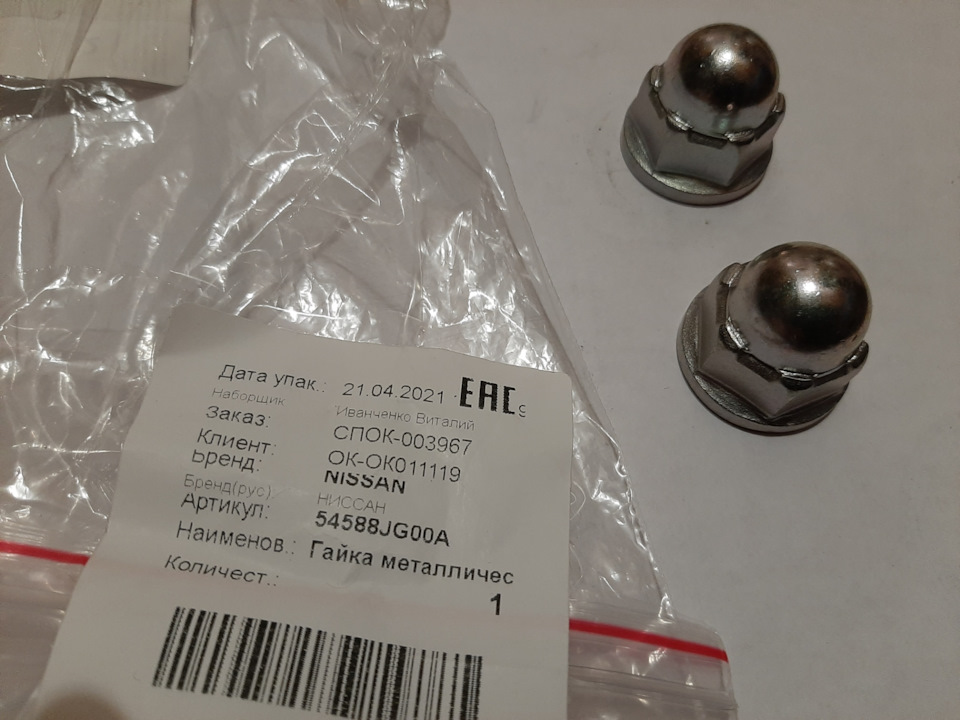 Дата упак.: 21.04.2021 EAC
Наборщик Иванченко Виталий
Заказ: СПОК-003967
Клиент: ОК-ОК011119
Бренд: NISSAN
Бренд(рус): НИССАН
Артикул: 54588JG00A
Наименов.: Гайка металличес
Количест.: 1